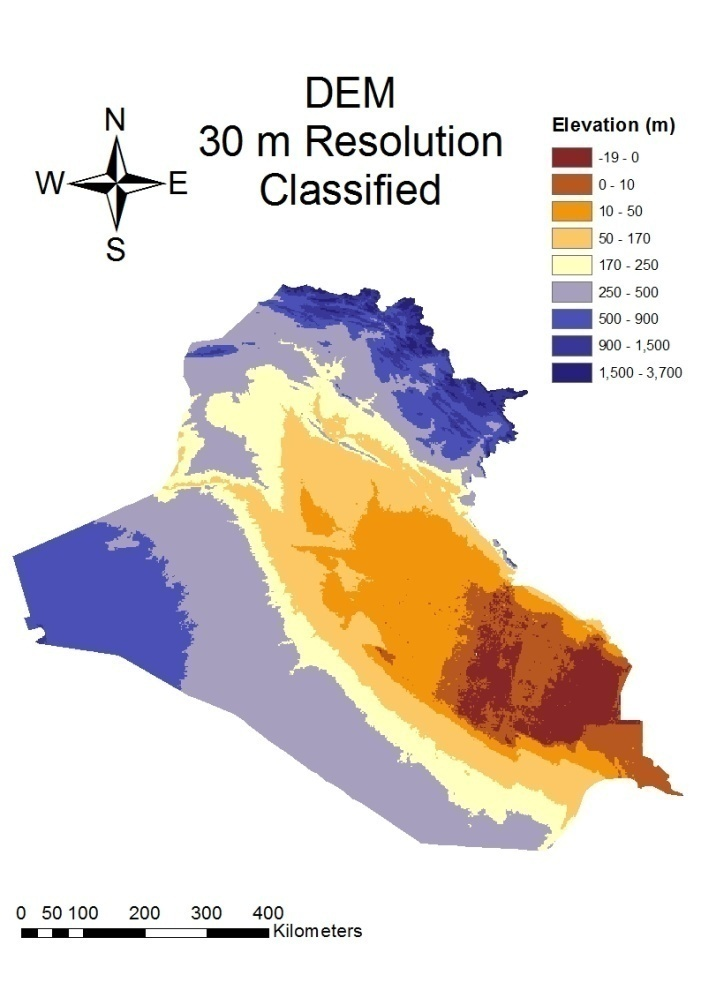 DEM
30 m Resolution
Classified
N
W E
S
Elevation (m)
-19 - 0
0 - 10
10 - 50
50 - 170
170 - 250
250 - 500
500 - 900
900 - 1,500
1,500 - 3,700
0 50 100 200 300 400
Kilometers